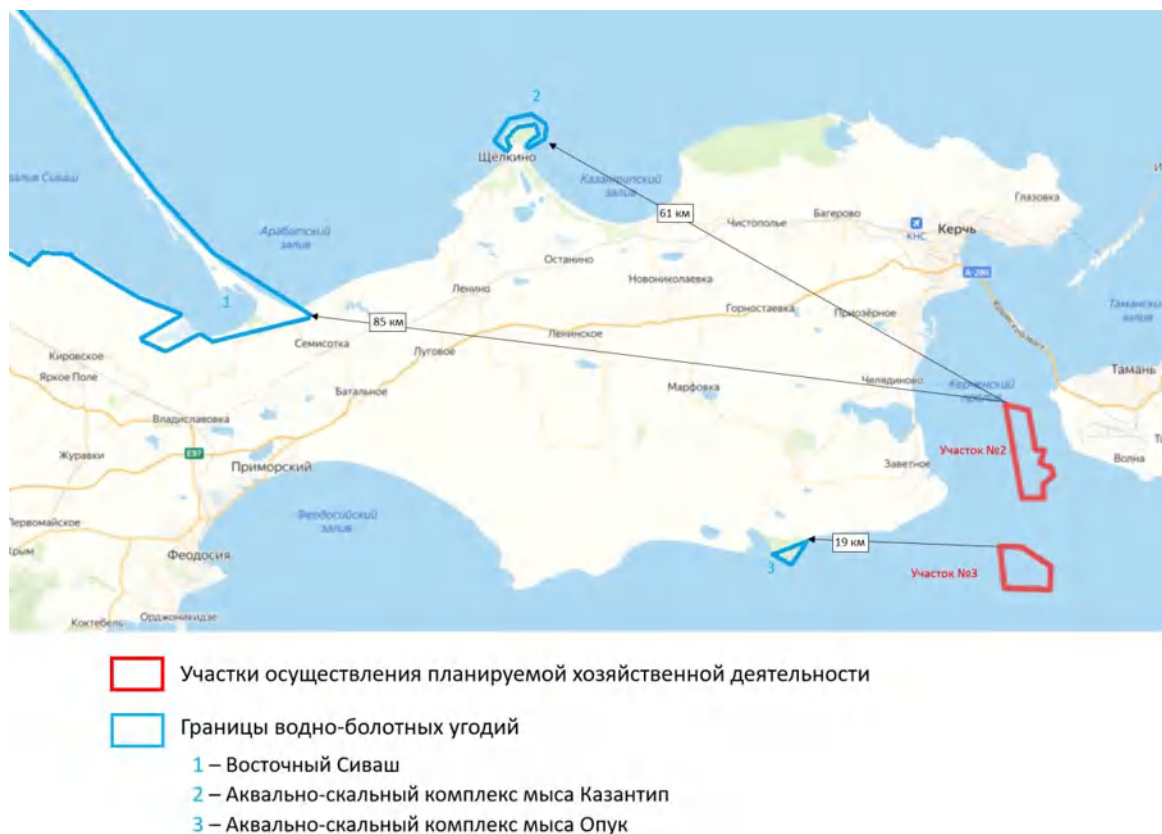 2
Щёлкино
Казантипский
залив
залив Сиваш
Глазовка
61 км
Чистополье
Багерово
КНС
Керчь
Арабатский
залив
Останино
А-290
Новониколаевка
1
Ленино
Горностаевка
Приозёрное
Таманский
залив
85 км
Семисотка
Ленинское
Луговое
Кировское
Яркое Поле
Батальное
Марфовка
Челядиново
Керченский
пролив
Тамань
Владиславовка
Е97
Журавки
Приморский
Участок №2
Заветное
Волна
Первомайское
Феодосийский
залив
Крым
Феодосия
19 км
3
Участок №3
Коктебель
Орджоникидзе
Участки осуществления планируемой хозяйственной деятельности
Границы водно-болотных угодий
1 – Восточный Сиваш
2 – Аквально-скальный комплекс мыса Казантип
3 – Аквально-скальный комплекс мыса Опук